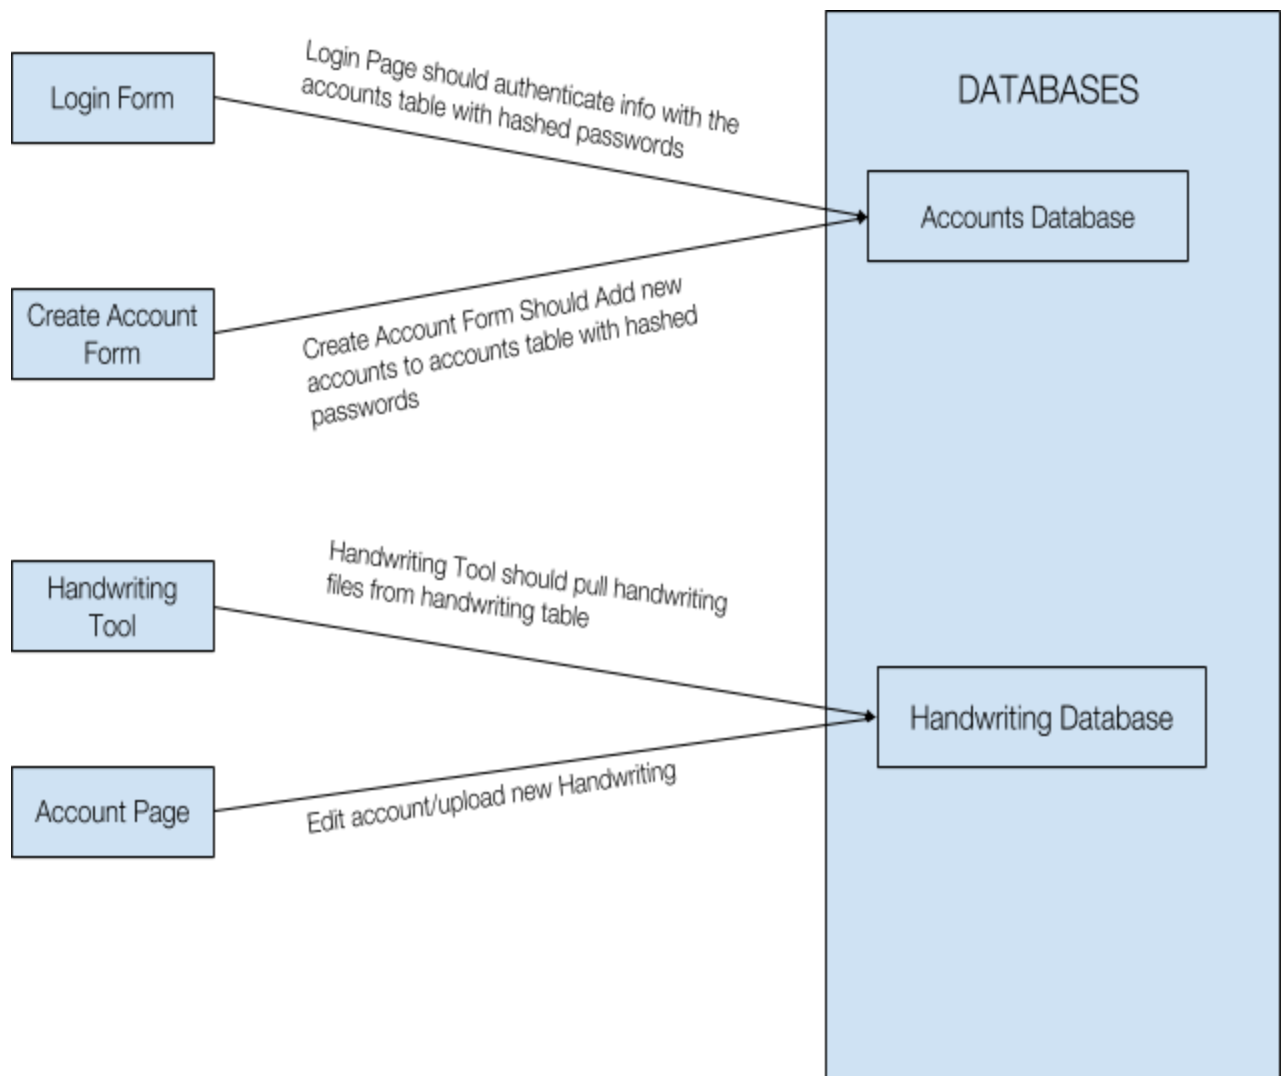 Login Form
Login Page should authenticate info with the
accounts table with hashed passwords
DATABASES
Accounts Database
Create Account
Form
Create Account Form Should Add new
accounts to accounts table with hashed
passwords
Handwriting
Tool
Handwriting Tool should pull handwriting
files from handwriting table
Handwriting Database
Account Page
Edit account/upload new Handwriting